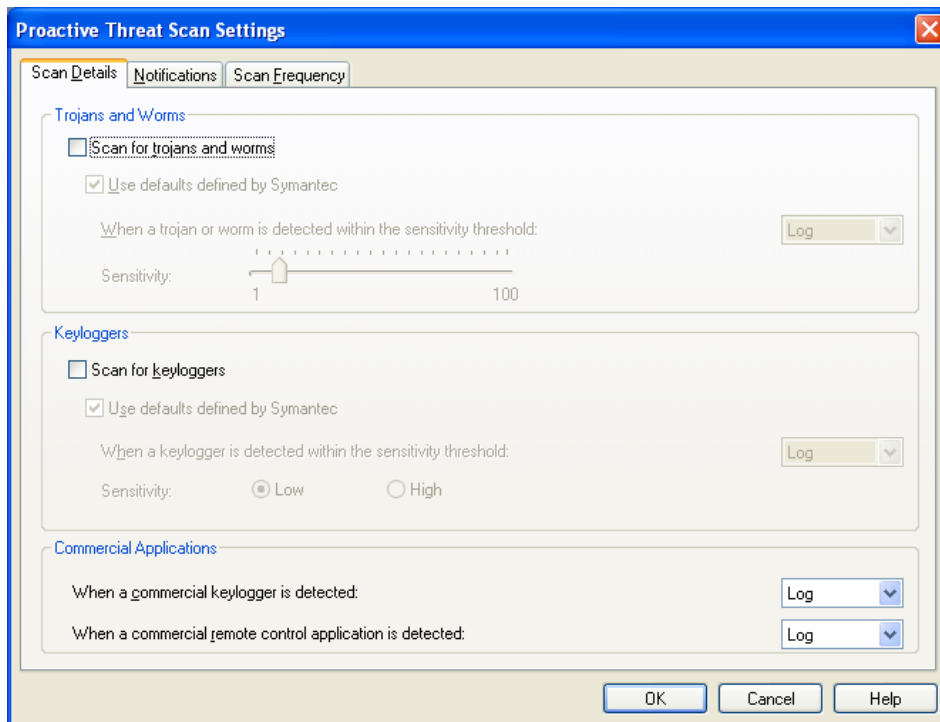 Proactive Threat Scan Settings
Scan Details Notifications Scan Frequency
Trojans and Worms
Scan for trojans and worms
Use defaults defined by Symantec
When a trojan or worm is detected within the sensitivity threshold: Log
Sensitivity:
1 100
Keyloggers
Scan for keyloggers
Use defaults defined by Symantec
When a keylogger is detected within the sensitivity threshold: Log
Sensitivity: Low High
Commercial Applications
When a commercial keylogger is detected: Log
When a commercial remote control application is detected: Log
OK Cancel Help